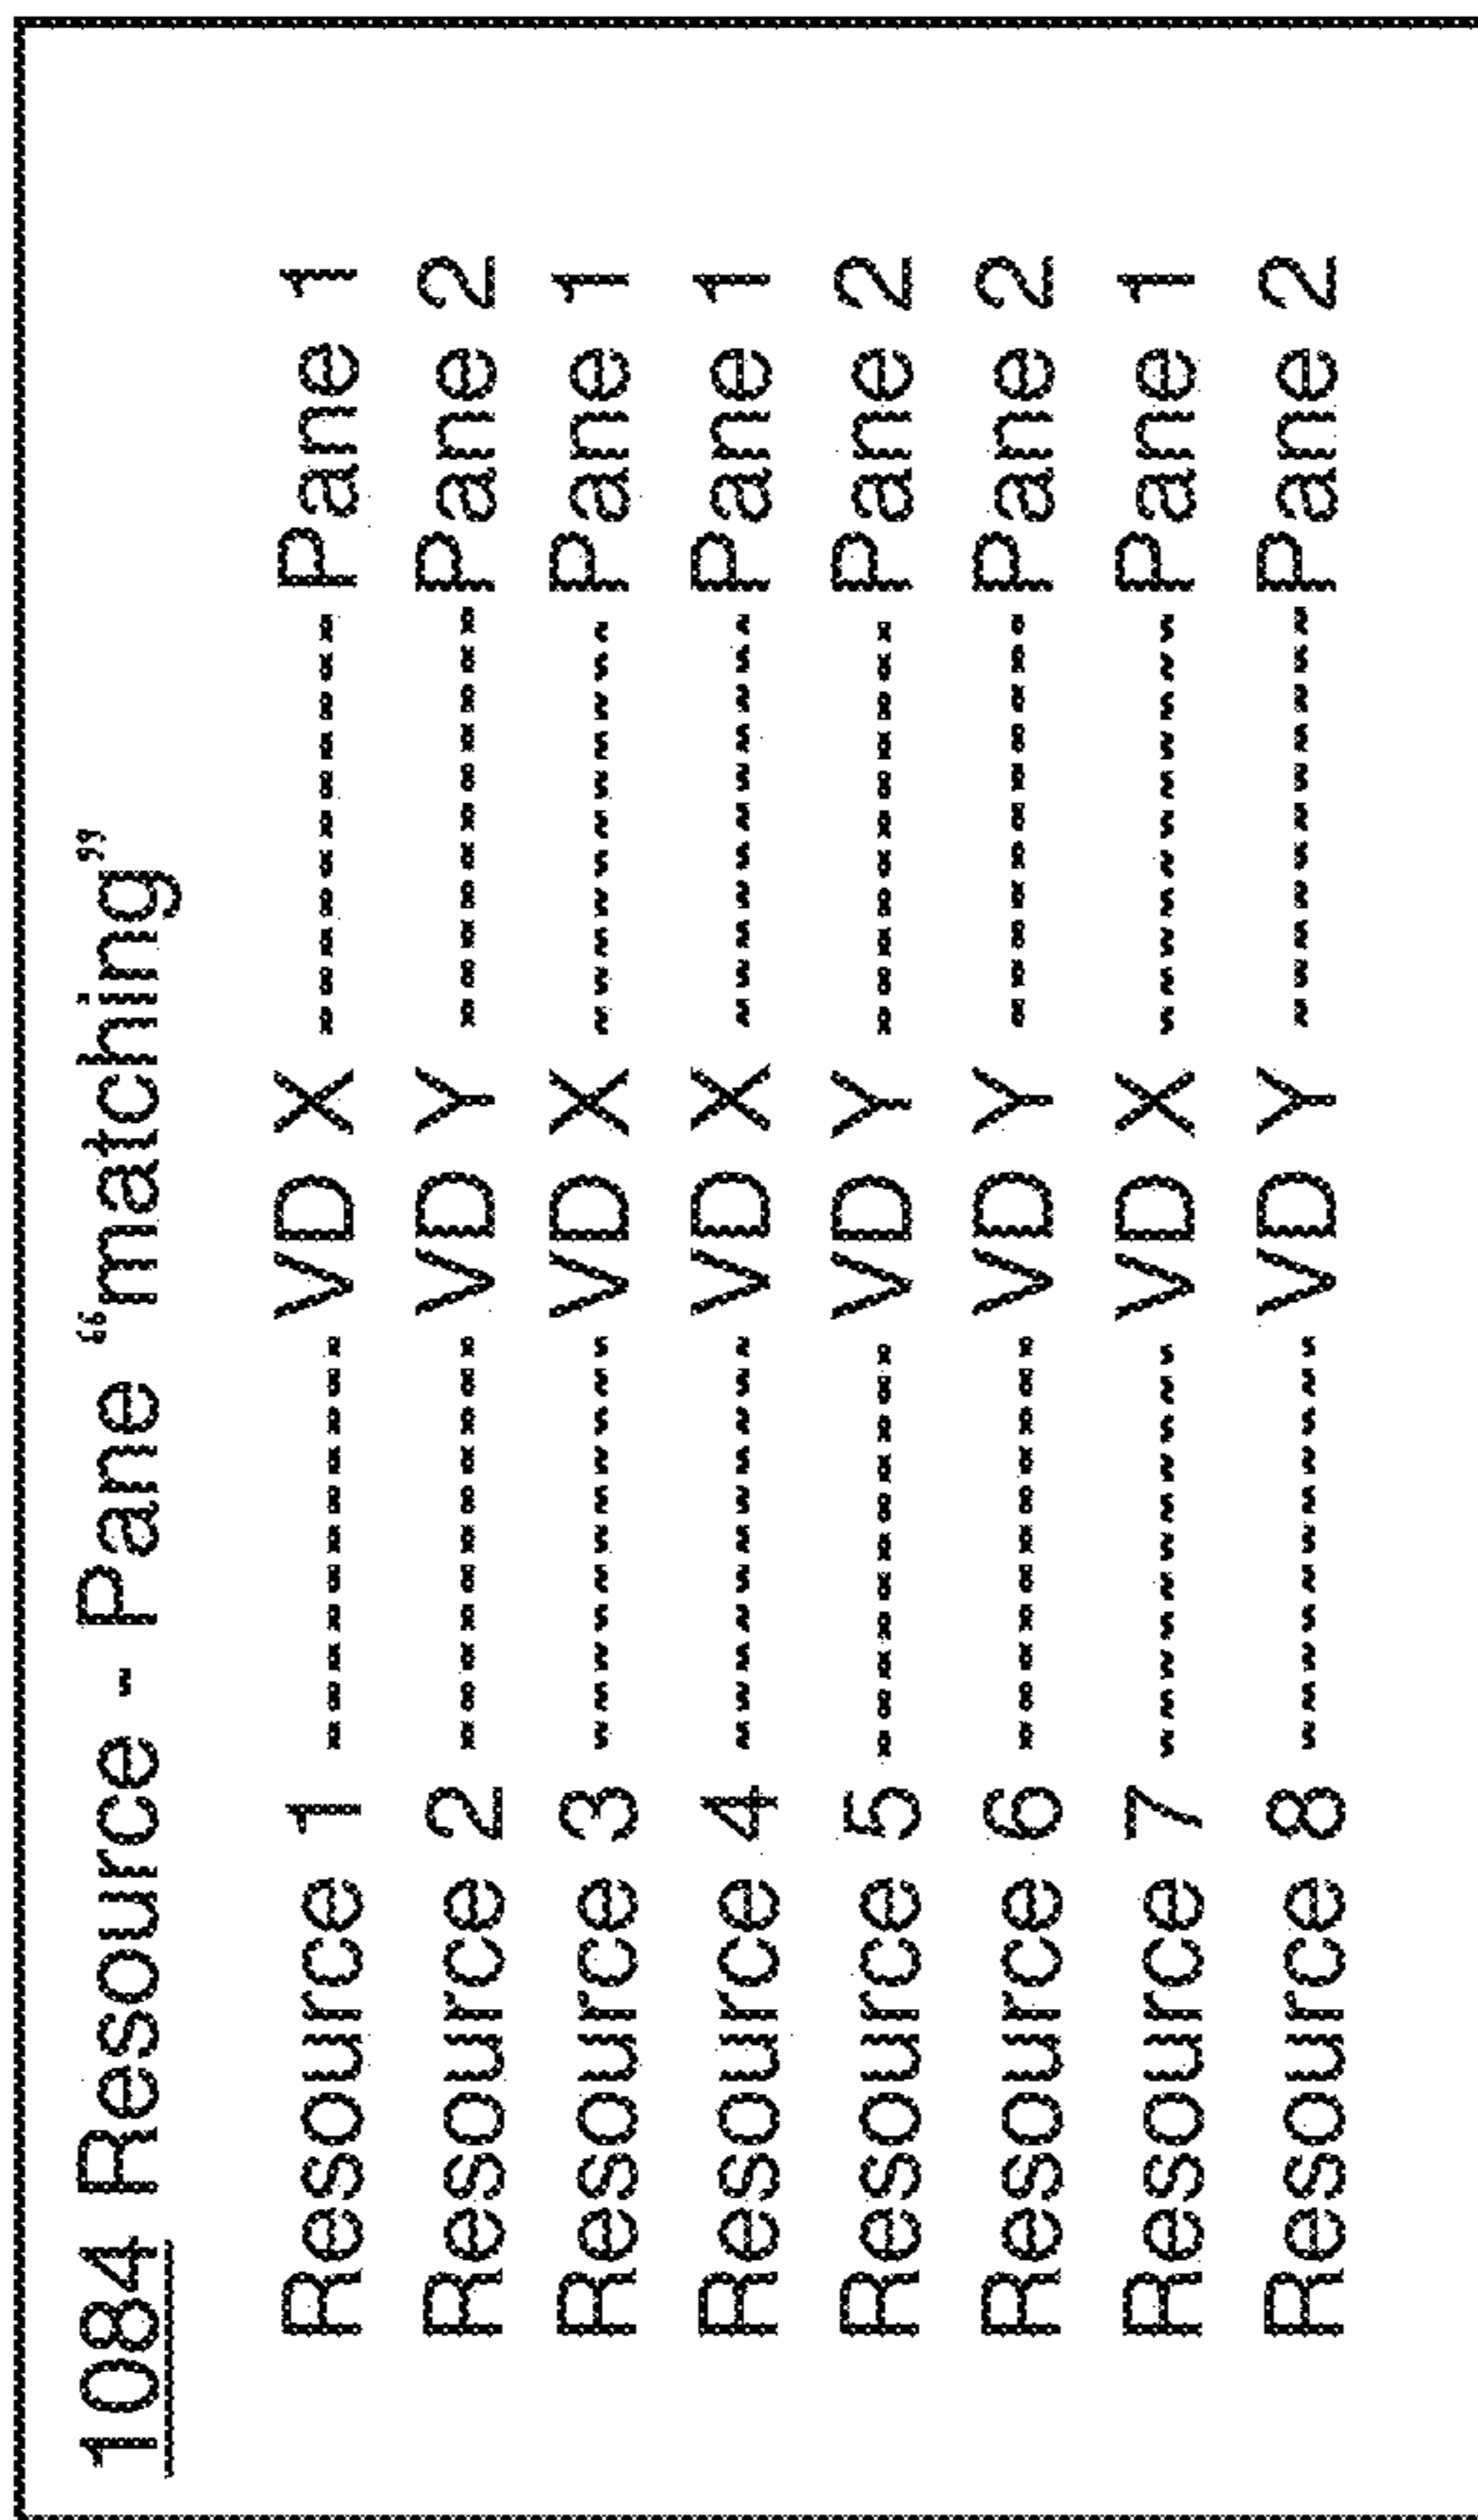 1084 Resource - Pane “matching”
Resource 1 ----------- VD X ----------- Pane 1
Resource 2 ----------- VD Y ----------- Pane 2
Resource 3 ----------- VD X ----------- Pane 1
Resource 4 ----------- VD X ----------- Pane 1
Resource 5 ----------- VD Y ----------- Pane 2
Resource 6 ----------- VD Y ----------- Pane 2
Resource 7 ----------- VD X ----------- Pane 1
Resource 8 ----------- VD Y ----------- Pane 2